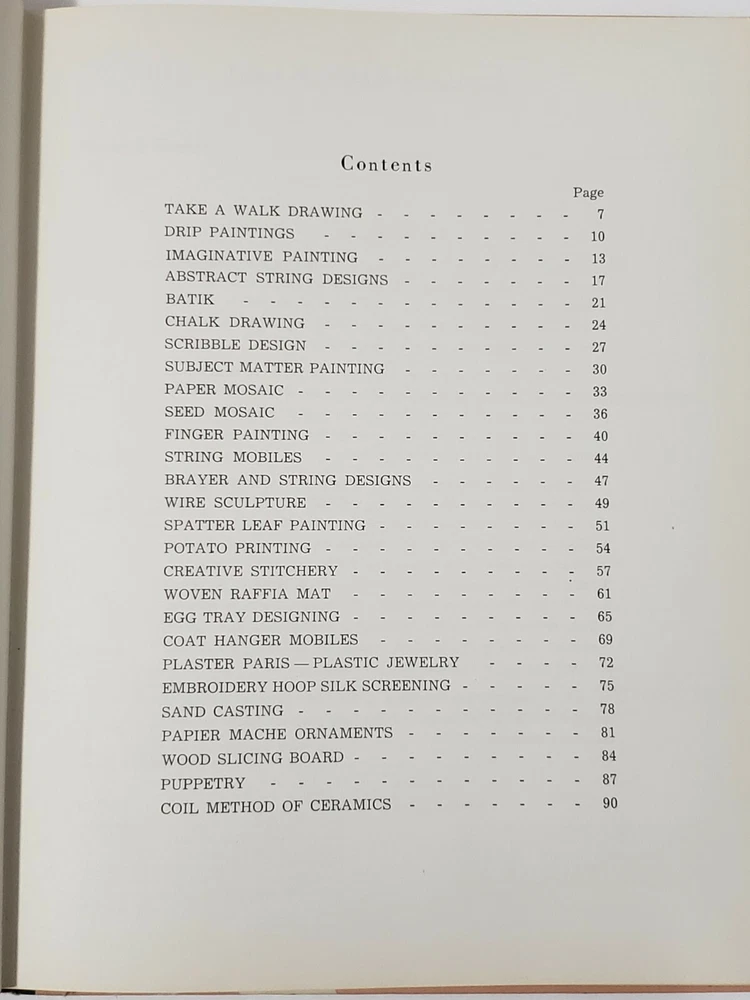 Contents
Page
TAKE A WALK DRAWING - - - - - - - - 7
DRIP PAINTINGS - - - - - - - - - - 10
IMAGINATIVE PAINTING - - - - - - - - 13
ABSTRACT STRING DESIGNS - - - - - - - 17
BATIK - - - - - - - - - - - - - 21
CHALK DRAWING - - - - - - - - - - 24
SCRIBBLE DESIGN - - - - - - - - - - 27
SUBJECT MATTER PAINTING - - - - - - - 30
PAPER MOSAIC - - - - - - - - - - - 33
SEED MOSAIC - - - - - - - - - - - 36
FINGER PAINTING - - - - - - - - - - 40
STRING MOBILES - - - - - - - - - - 44
BRAYER AND STRING DESIGNS - - - - - - 47
WIRE SCULPTURE - - - - - - - - - - 49
SPATTER LEAF PAINTING - - - - - - - - 51
POTATO PRINTING - - - - - - - - - - 54
CREATIVE STITCHERY - - - - - - - - - 57
WOVEN RAFFIA MAT - - - - - - - - - 61
EGG TRAY DESIGNING - - - - - - - - - 65
COAT HANGER MOBILES - - - - - - - - 69
PLASTER PARIS — PLASTIC JEWELRY - - - - 72
EMBROIDERY HOOP SILK SCREENING - - - - - 75
SAND CASTING - - - - - - - - - - - 78
PAPIER MACHE ORNAMENTS - - - - - - - 81
WOOD SLICING BOARD - - - - - - - - - 84
PUPPETRY - - - - - - - - - - - - 87
COIL METHOD OF CERAMICS - - - - - - - 90